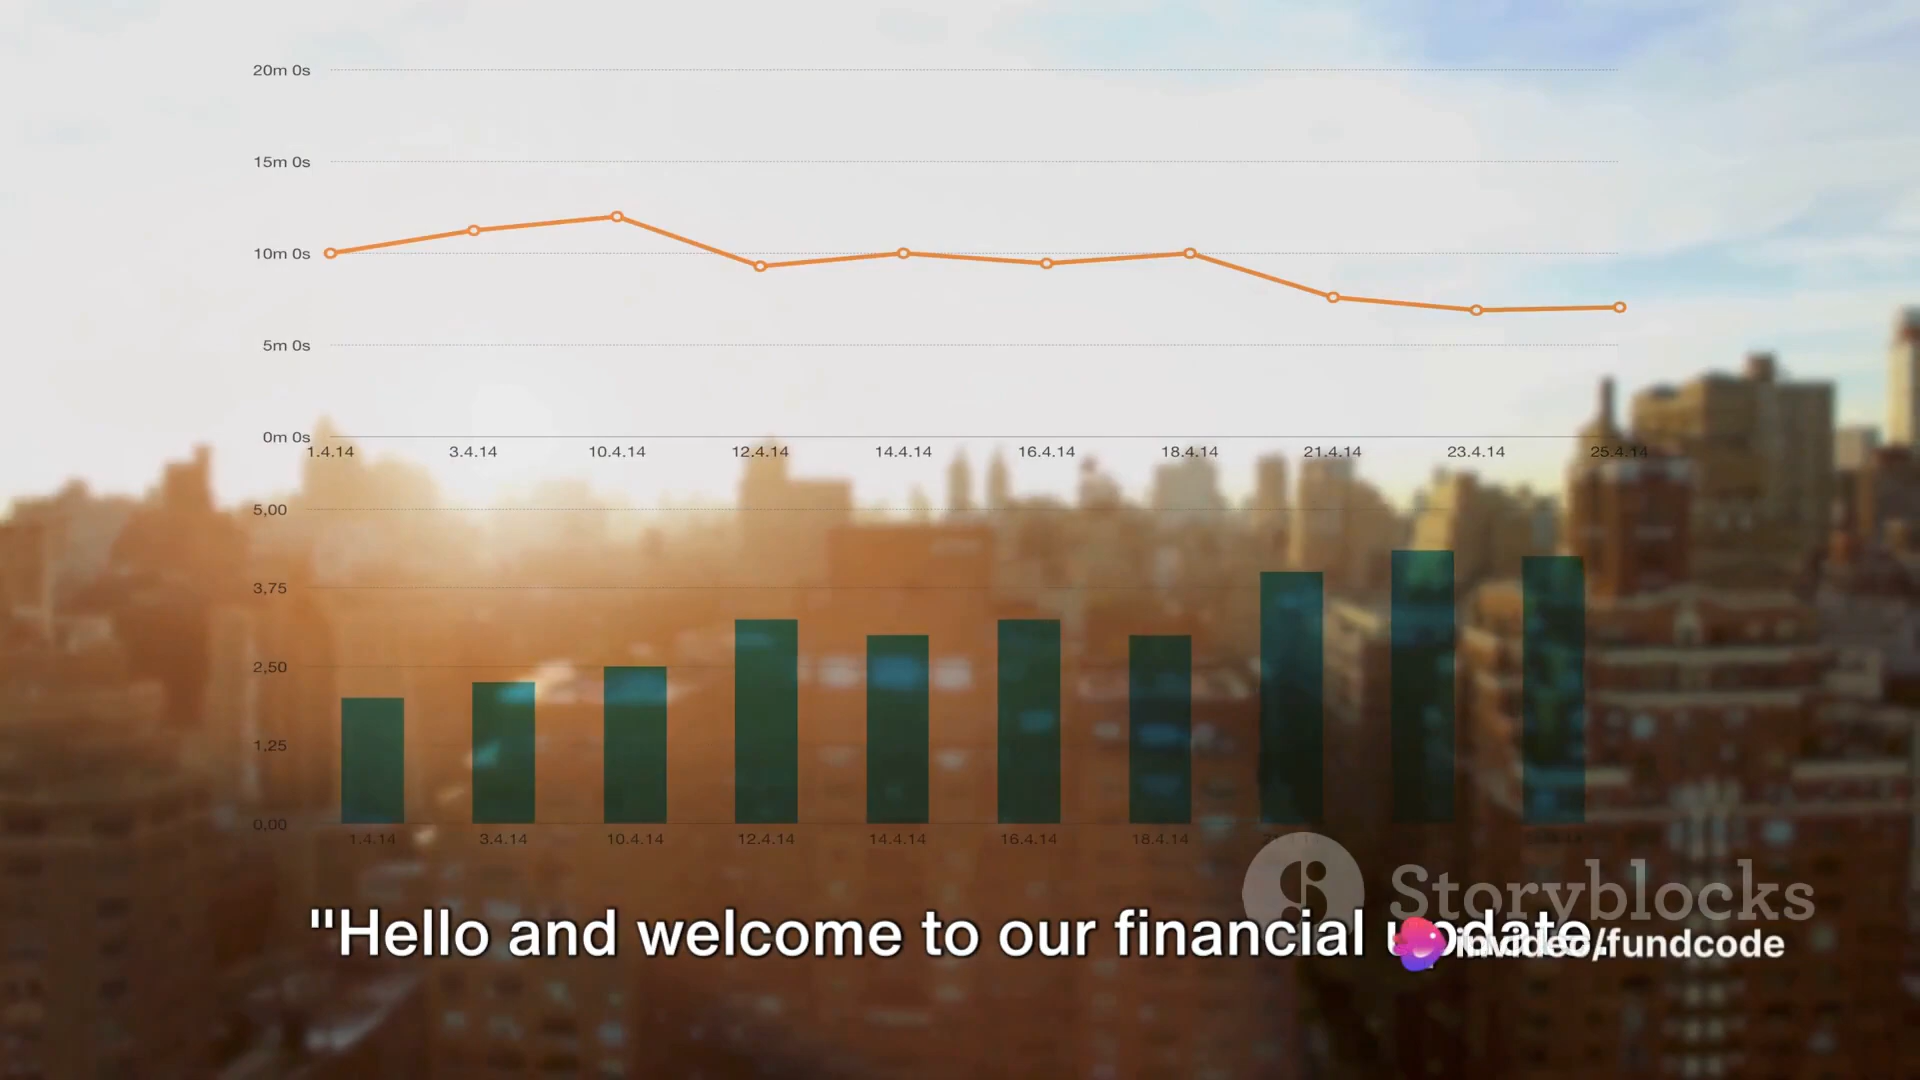 20m 0s
15m 0s
10m 0s
5m 0s
0m 0s
1.4.14 3.4.14 10.4.14 12.4.14 14.4.14 16.4.14 18.4.14 21.4.14 23.4.14 25.4.14
5,00
3,75
2,50
1,25
0,00
1.4.14 3.4.14 10.4.14 12.4.14 14.4.14 16.4.14 18.4.14
Storyblocks
"Hello and welcome to our financial update.
invideo/fundcode